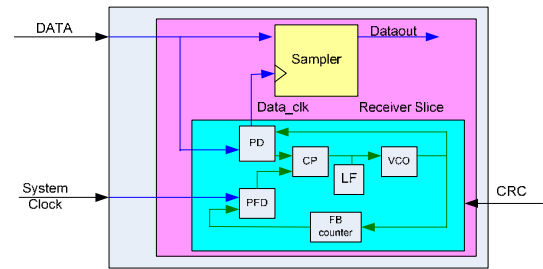 DATA
Dataout
Sampler
Data_clk
Receiver Slice
PD
CP
VCO
LF
System
Clock
PFD
CRC
FB
counter